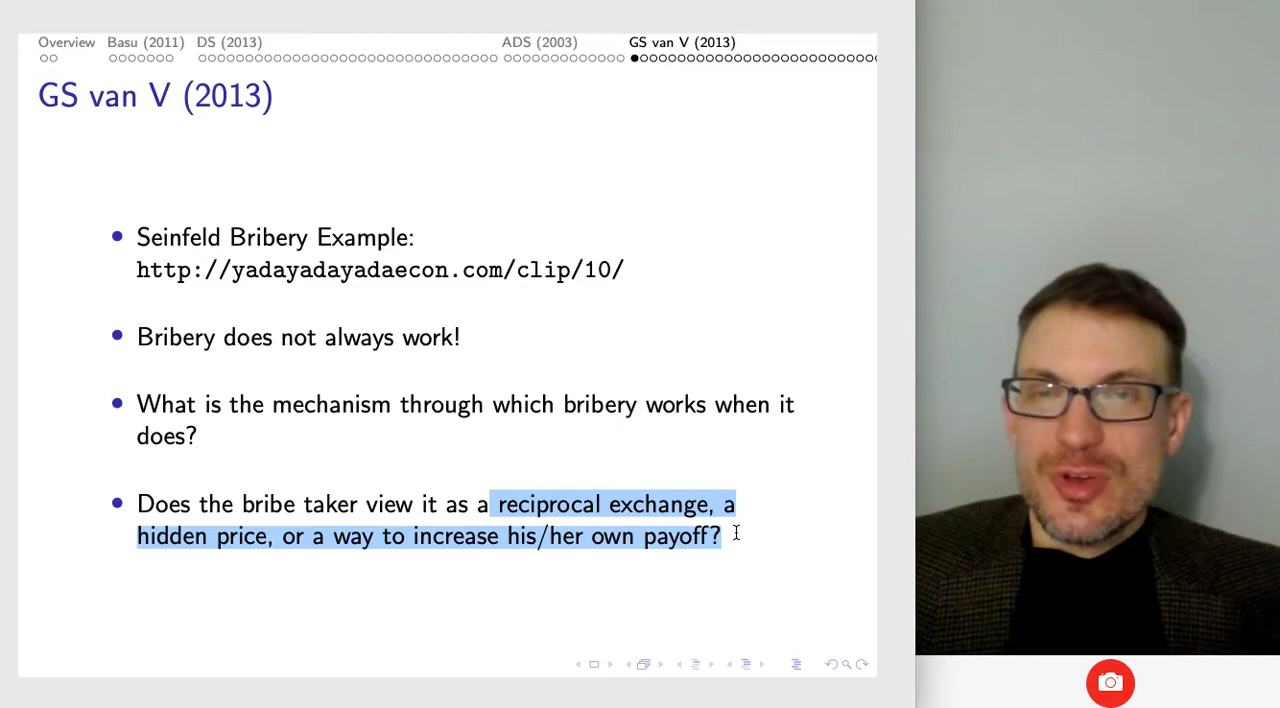 Overview Basu (2011) DS (2013) ADS (2003) GS van V (2013)
GS van V (2013)
Seinfeld Bribery Example:
http://yadayadayadaecon.com/clip/10/
Bribery does not always work!
What is the mechanism through which bribery works when it
does?
Does the bribe taker view it as a reciprocal exchange, a
hidden price, or a way to increase his/her own payoff?